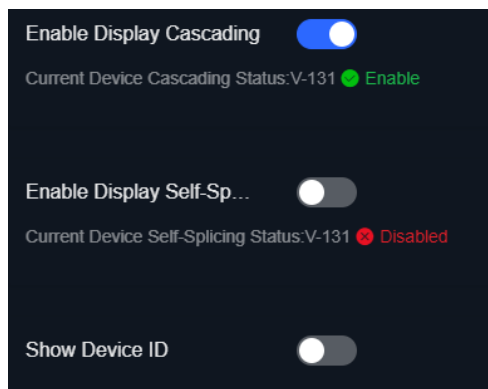 Enable Display Cascading
Current Device Cascading Status:V-131 Enable
Enable Display Self-Sp...
Current Device Self-Splicing Status:V-131 Disabled
Show Device ID